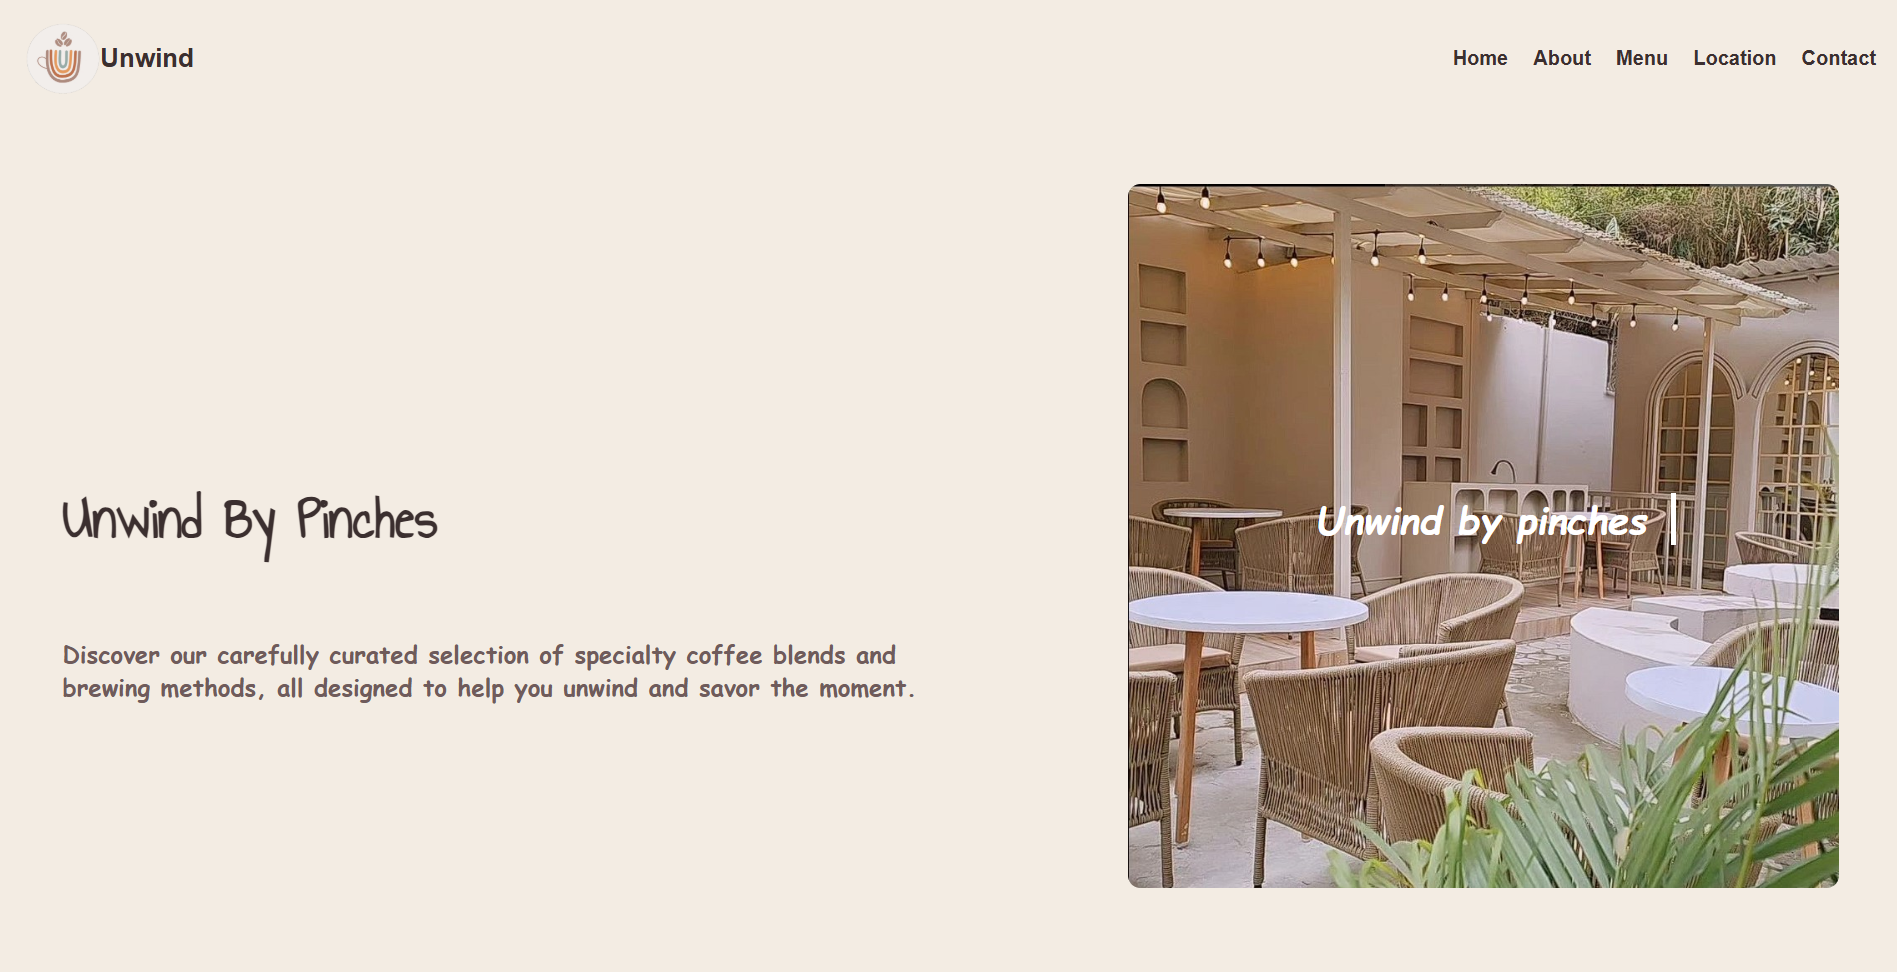 Unwind
Home About Menu Location Contact
Unwind By Pinches
Discover our carefully curated selection of specialty coffee blends and
brewing methods, all designed to help you unwind and savor the moment.
Unwind by pinches